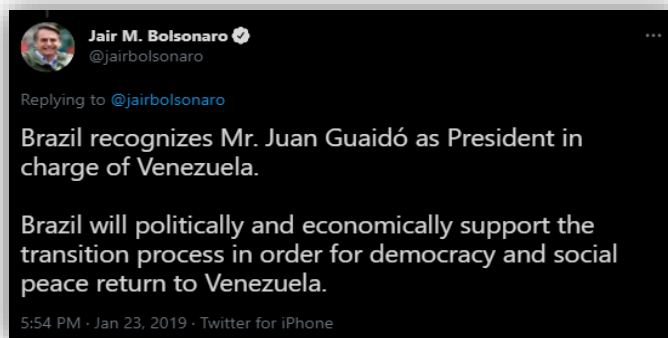 Jair M. Bolsonaro
@jairbolsonaro
Replying to @jairbolsonaro
Brazil recognizes Mr. Juan Guaidó as President in
charge of Venezuela.
Brazil will politically and economically support the
transition process in order for democracy and social
peace return to Venezuela.
5:54 PM · Jan 23, 2019 · Twitter for iPhone